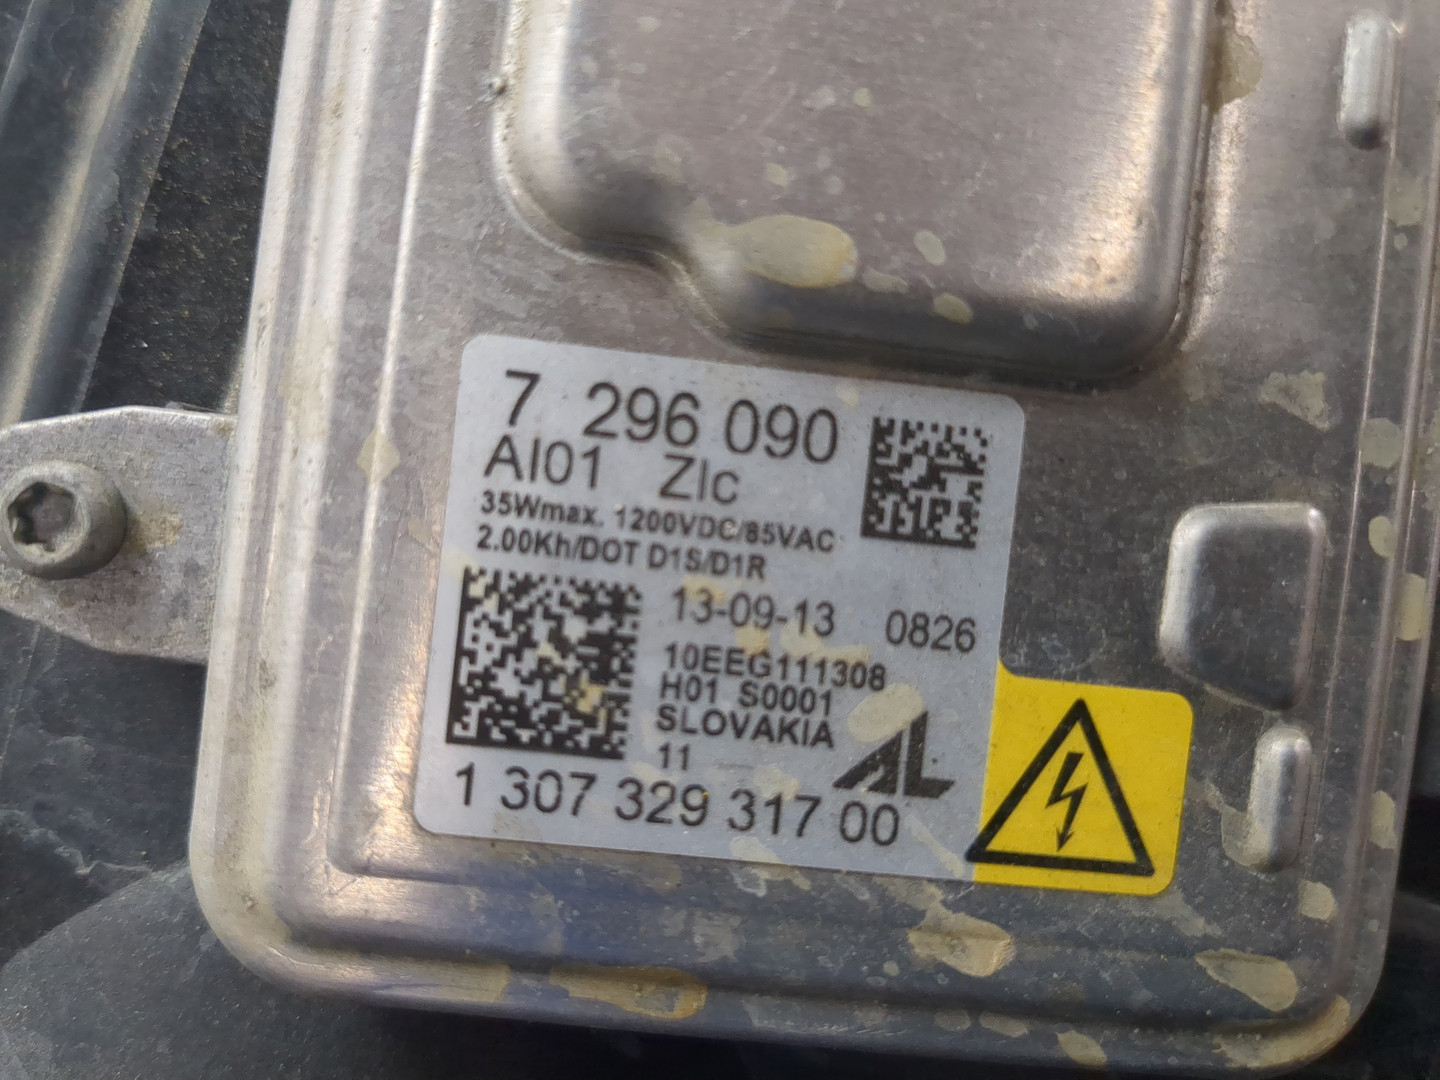 7 296 090
AI01 ZIc
35Wmax. 1200VDC/85VAC
2.00Kh/DOT D1S/D1R
13-09-13 0826
10EEG111308
H01 S0001
SLOVAKIA
11
AL
1 307 329 317 00